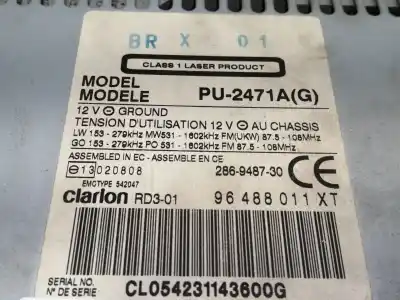 BR X 01
CLASS 1 LASER PRODUCT
MODEL
MODELE PU-2471A(G)
12 V ⊖ GROUND
TENSION D'UTILISATION 12 V ⊖ AU CHASSIS
LW 153 - 279kHz MW531 - 1602kHz FM(UKW) 87.5 - 108MHz
GO 153 - 279kHz PO 531 - 1602kHz FM 87.5 - 108MHz
ASSEMBLED IN EC - ASSEMBLE EN CE
13020808 286-9487-30 CE
EMCTYPE 542047
clarion RD3-01 96 488 011 XT
SERIAL NO.
N° DE SERIE CL054231143600G